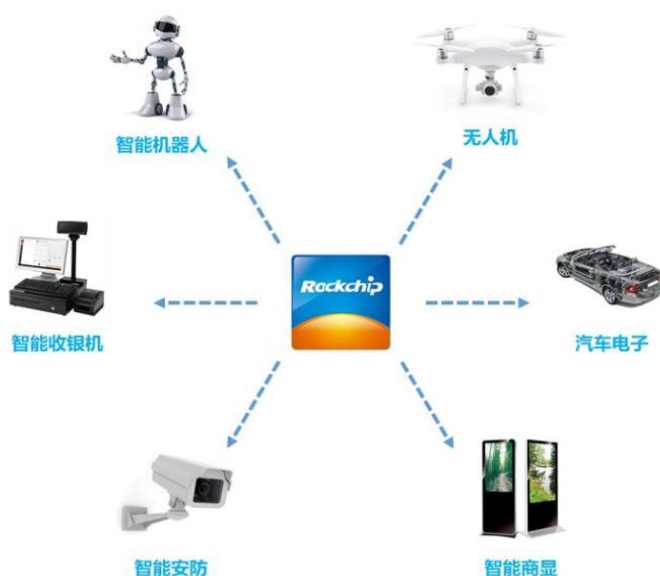 智能机器人
无人机
Rockchip
智能收银机
汽车电子
智能安防
智能商显